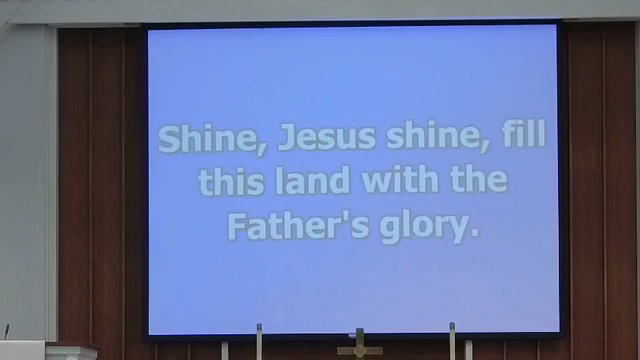 Shine, Jesus shine, fill
this land with the
Father's glory.